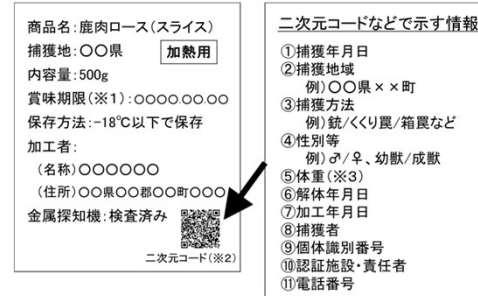 商品名:鹿肉ロース(スライス)
捕獲地:〇〇県
加熱用
内容量:500g
賞味期限(※1):〇〇〇〇.〇〇.〇〇
保存方法:-18℃以下で保存
加工者:
(名称)〇〇〇〇〇〇
(住所)〇〇県〇〇郡〇〇町〇〇〇
金属探知機:検査済み
二次元コード(※2)
二次元コードなどで示す情報
①捕獲年月日
②捕獲地域
例)〇〇県××町
③捕獲方法
例)銃/くくり罠/箱罠など
④性別等
例)♂/♀、幼獣/成獣
⑤体重(※3)
⑥解体年月日
⑦加工年月日
⑧捕獲者
⑨個体識別番号
⑩認証施設・責任者
⑪電話番号